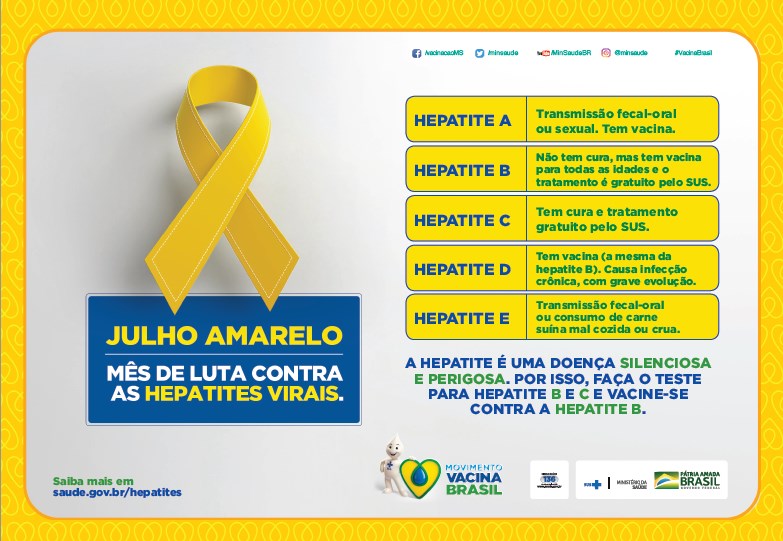 /vacinacaoMS /minsaude /MinSaudeBR @minsaude #VacinaBrasil
HEPATITE A
Transmissão fecal-oral
ou sexual. Tem vacina.
HEPATITE B
Não tem cura, mas tem vacina
para todas as idades e o
tratamento é gratuito pelo SUS.
HEPATITE C
Tem cura e tratamento
gratuito pelo SUS.
HEPATITE D
Tem vacina (a mesma da
hepatite B). Causa infecção
crônica, com grave evolução.
HEPATITE E
Transmissão fecal-oral
ou consumo de carne
suína mal cozida ou crua.
JULHO AMARELO
MÊS DE LUTA CONTRA
AS HEPATITES VIRAIS.
A HEPATITE É UMA DOENÇA SILENCIOSA
E PERIGOSA. POR ISSO, FAÇA O TESTE
PARA HEPATITE B E C E VACINE-SE
CONTRA A HEPATITE B.
Saiba mais em
saude.gov.br/hepatites
MOVIMENTO
VACINA
BRASIL
136
SUS
MINISTÉRIO DA
SAÚDE
PÁTRIA AMADA
BRASIL
GOVERNO FEDERAL